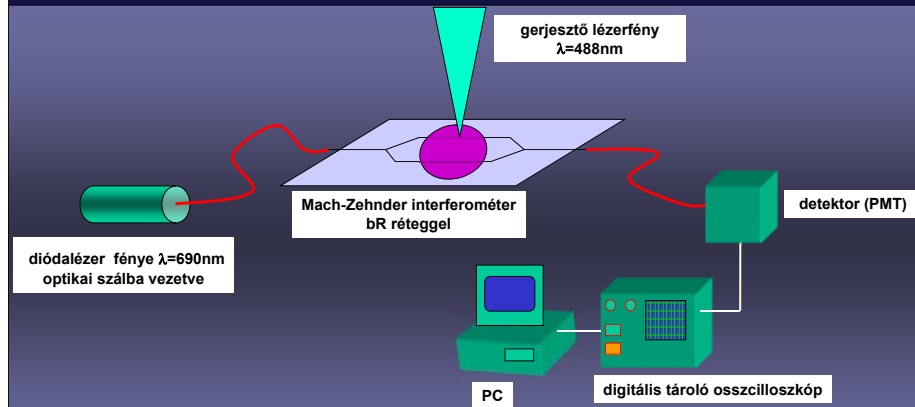 gerjesztő lézerfény
λ=488nm
Mach-Zehnder interferométer
bR réteggel
detektor (PMT)
diódalézer fénye λ=690nm
optikai szálba vezetve
PC
digitális tároló osszcilloszkóp